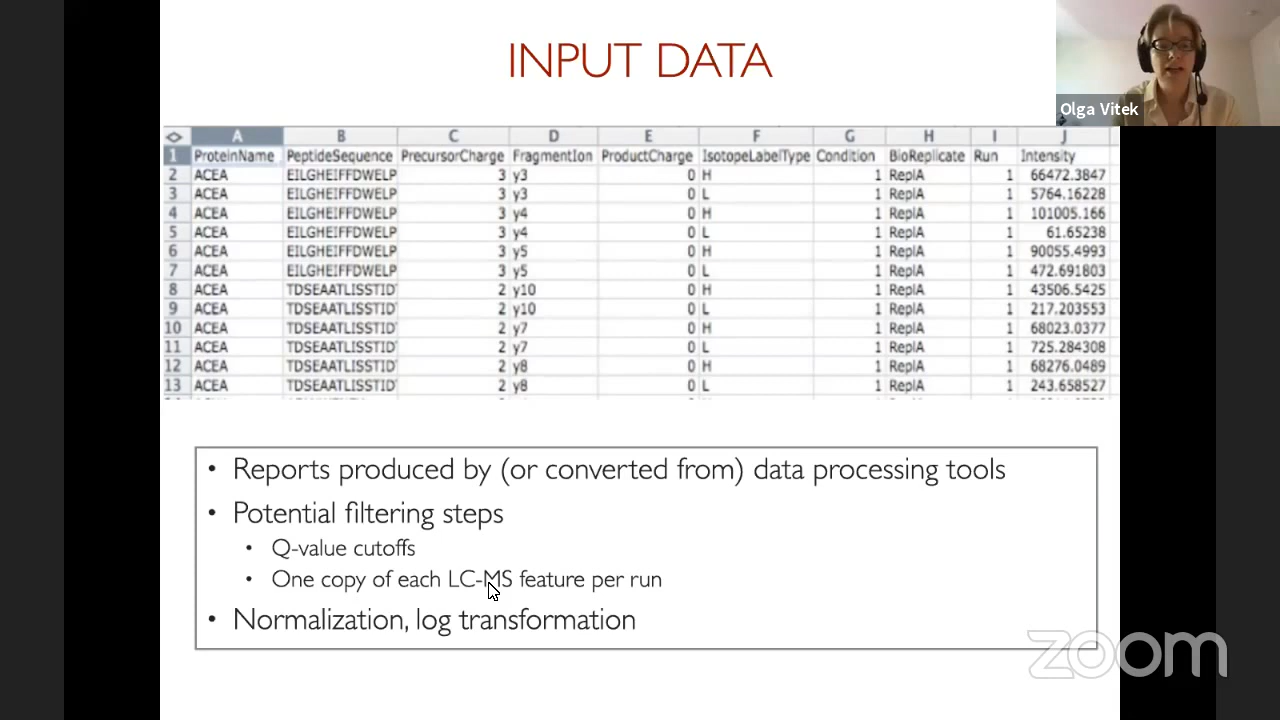 INPUT DATA
Olga Vitek
A B C D E F G H I J
1 ProteinName PeptideSequence PrecursorCharge FragmentIon ProductCharge IsotopeLabelType Condition BioReplicate Run Intensity
2 ACEA EILGHEIFFDWELP 3 y3 0 H 1 ReplA 1 66472.3847
3 ACEA EILGHEIFFDWELP 3 y3 0 L 1 ReplA 1 5764.16228
4 ACEA EILGHEIFFDWELP 3 y4 0 H 1 ReplA 1 101005.166
5 ACEA EILGHEIFFDWELP 3 y4 0 L 1 ReplA 1 61.65238
6 ACEA EILGHEIFFDWELP 3 y5 0 H 1 ReplA 1 90055.4993
7 ACEA EILGHEIFFDWELP 3 y5 0 L 1 ReplA 1 472.691803
8 ACEA TDSEAATLISSTID 2 y10 0 H 1 ReplA 1 43506.5425
9 ACEA TDSEAATLISSTID 2 y10 0 L 1 ReplA 1 217.203553
10 ACEA TDSEAATLISSTID 2 y7 0 H 1 ReplA 1 68023.0377
11 ACEA TDSEAATLISSTID 2 y7 0 L 1 ReplA 1 725.284308
12 ACEA TDSEAATLISSTID 2 y8 0 H 1 ReplA 1 68276.0489
13 ACEA TDSEAATLISSTID 2 y8 0 L 1 ReplA 1 243.658527
• Reports produced by (or converted from) data processing tools
• Potential filtering steps
• Q-value cutoffs
• One copy of each LC-MS feature per run
• Normalization, log transformation
zoom